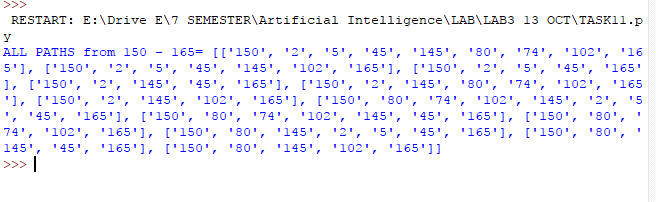 >>>
 RESTART: E:\Drive E\7 SEMESTER\Artificial Intelligence\LAB\LAB3 13 OCT\TASK11.p
y
ALL PATHS from 150 - 165= [['150', '2', '5', '45', '145', '80', '74', '102', '16
5'], ['150', '2', '5', '45', '145', '102', '165'], ['150', '2', '5', '45', '165'
], ['150', '2', '145', '45', '165'], ['150', '2', '145', '80', '74', '102', '165
'], ['150', '2', '145', '102', '165'], ['150', '80', '74', '102', '145', '2', '5
', '45', '165'], ['150', '80', '74', '102', '145', '45', '165'], ['150', '80', '
74', '102', '165'], ['150', '80', '145', '2', '5', '45', '165'], ['150', '80', '
145', '45', '165'], ['150', '80', '145', '102', '165']]
>>>